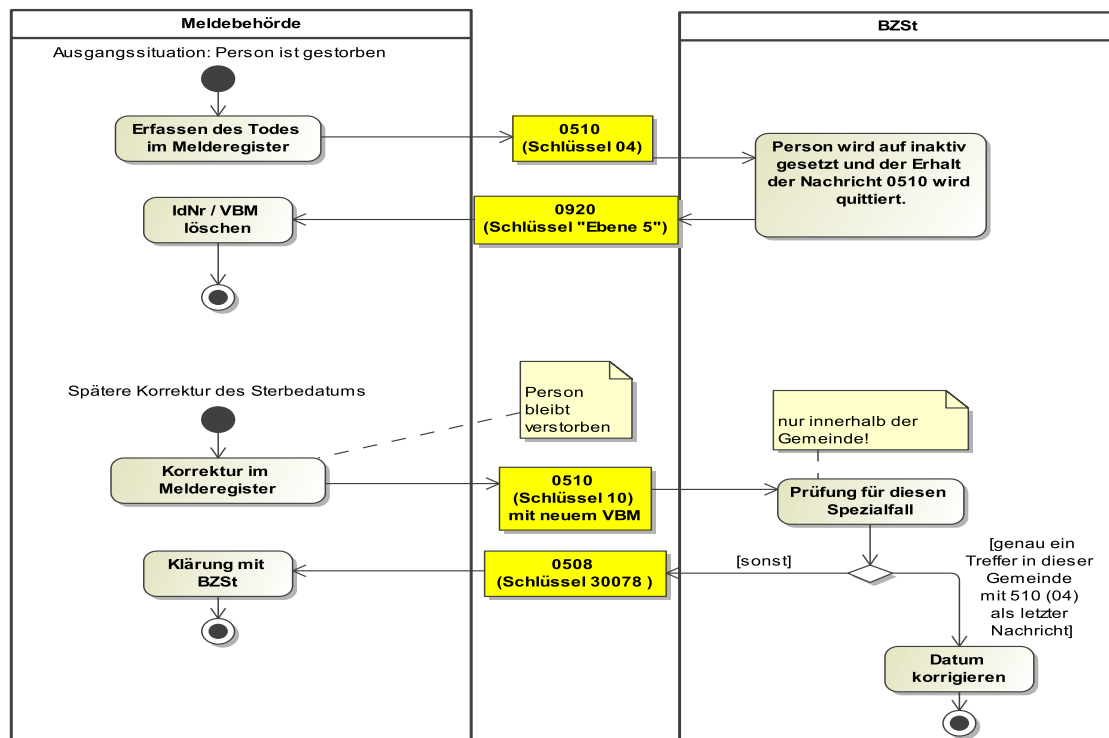 Meldebehörde
BZSt
Ausgangssituation: Person ist gestorben
Erfassen des Todes
im Melderegister
0510
(Schlüssel 04)
Person wird auf inaktiv
gesetzt und der Erhalt
der Nachricht 0510 wird
quittiert.
IdNr / VBM
löschen
0920
(Schlüssel "Ebene 5")
Spätere Korrektur des Sterbedatums
Person
bleibt
verstorben
nur innerhalb der
Gemeinde!
Korrektur im
Melderegister
0510
(Schlüssel 10)
mit neuem VBM
Prüfung für diesen
Spezialfall
Klärung mit
BZSt
0508
(Schlüssel 30078 )
[sonst]
[genau ein
Treffer in dieser
Gemeinde
mit 510 (04)
als letzter
Nachricht]
Datum
korrigieren